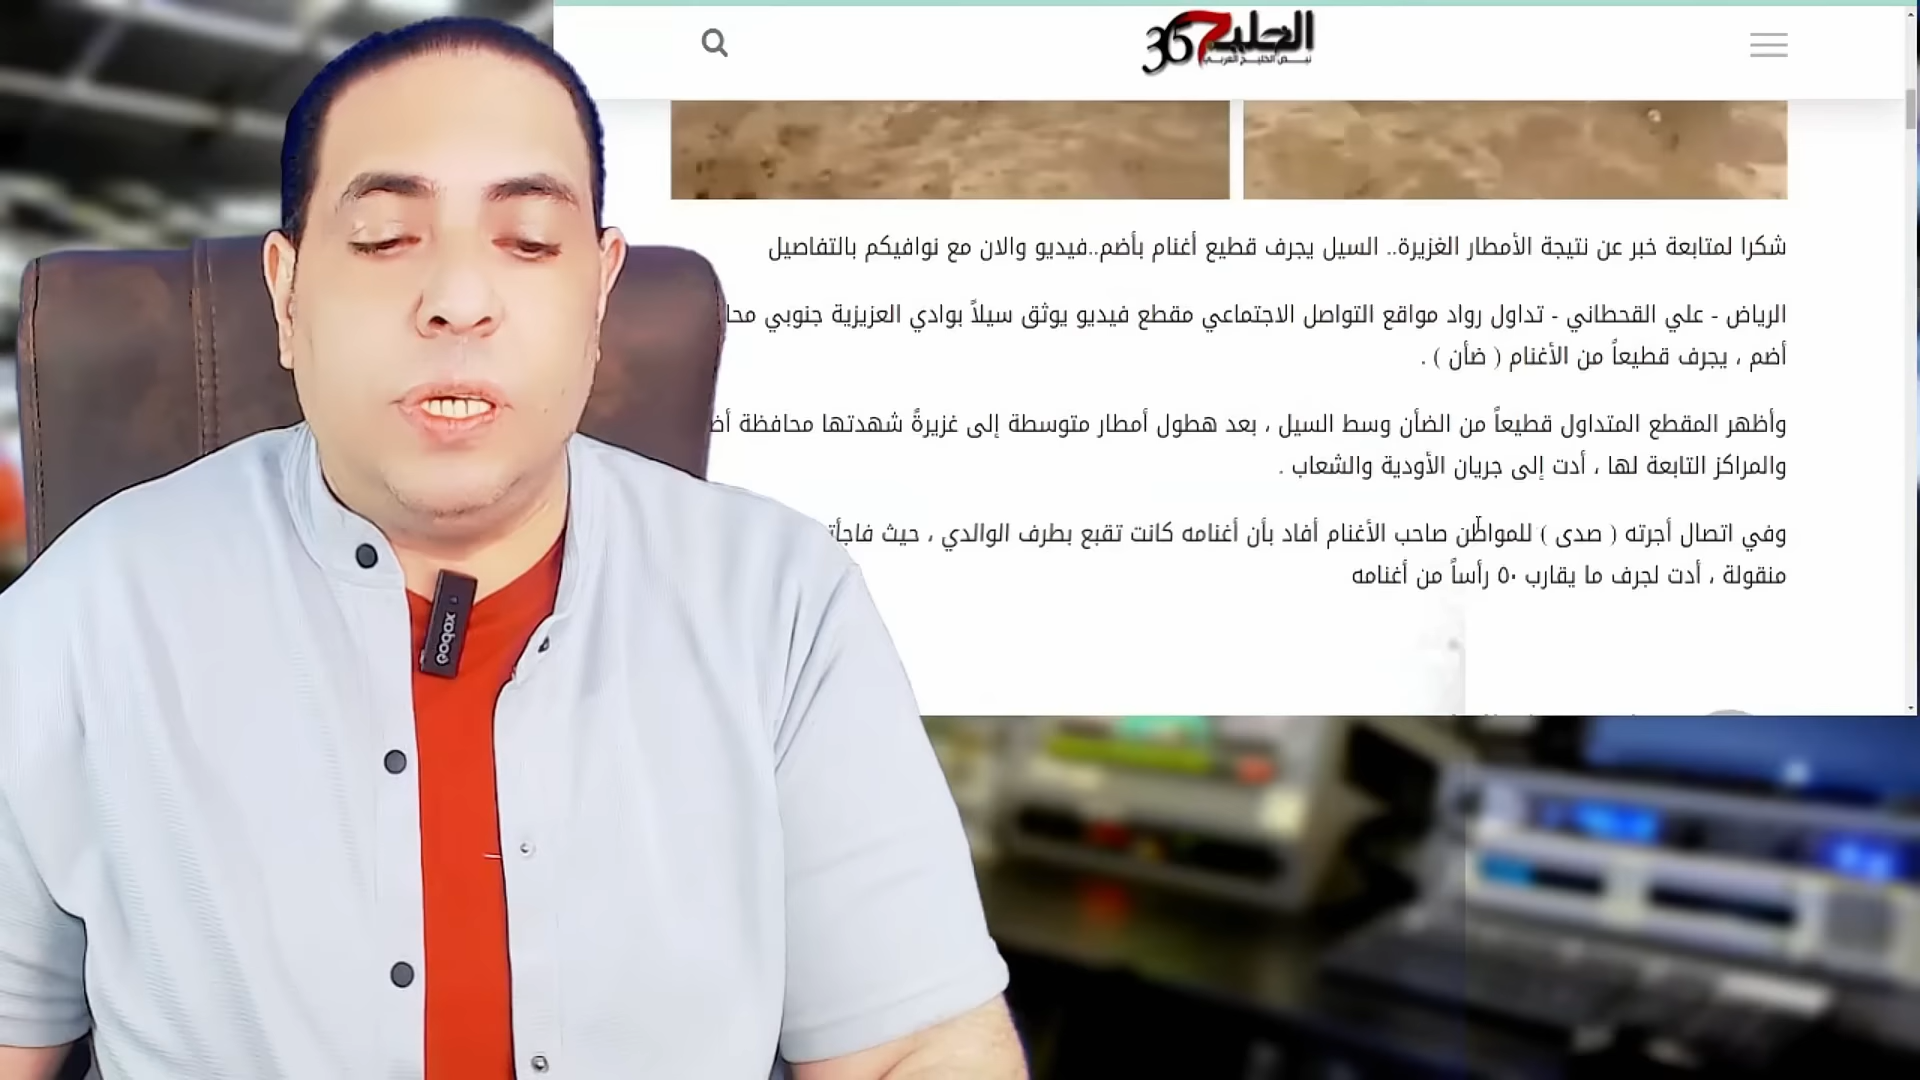 الخليج 365
نبض الخليج العربي
شكرا لمتابعة خبر عن نتيجة الأمطار الغزيرة.. السيل يجرف قطيع أغنام بأضم..فيديو والان مع نوافيكم بالتفاصيل
الرياض - علي القحطاني - تداول رواد مواقع التواصل الاجتماعي مقطع فيديو يوثق سيلاً بوادي العزيزية جنوبي
أضم ، يجرف قطيعاً من الأغنام ( ضأن ) .
وأظهر المقطع المتداول قطيعاً من الضأن وسط السيل ، بعد هطول أمطار متوسطة إلى غزيرةً شهدتها محافظة
والمراكز التابعة لها ، أدت إلى جريان الأودية والشعاب .
وفي اتصال أجرته ( صدى ) للمواطن صاحب الأغنام أفاد بأن أغنامه كانت تقبع بطرف الوالدي ، حيث
منقولة ، أدت لجرف ما يقارب ٥٠ رأساً من أغنامه